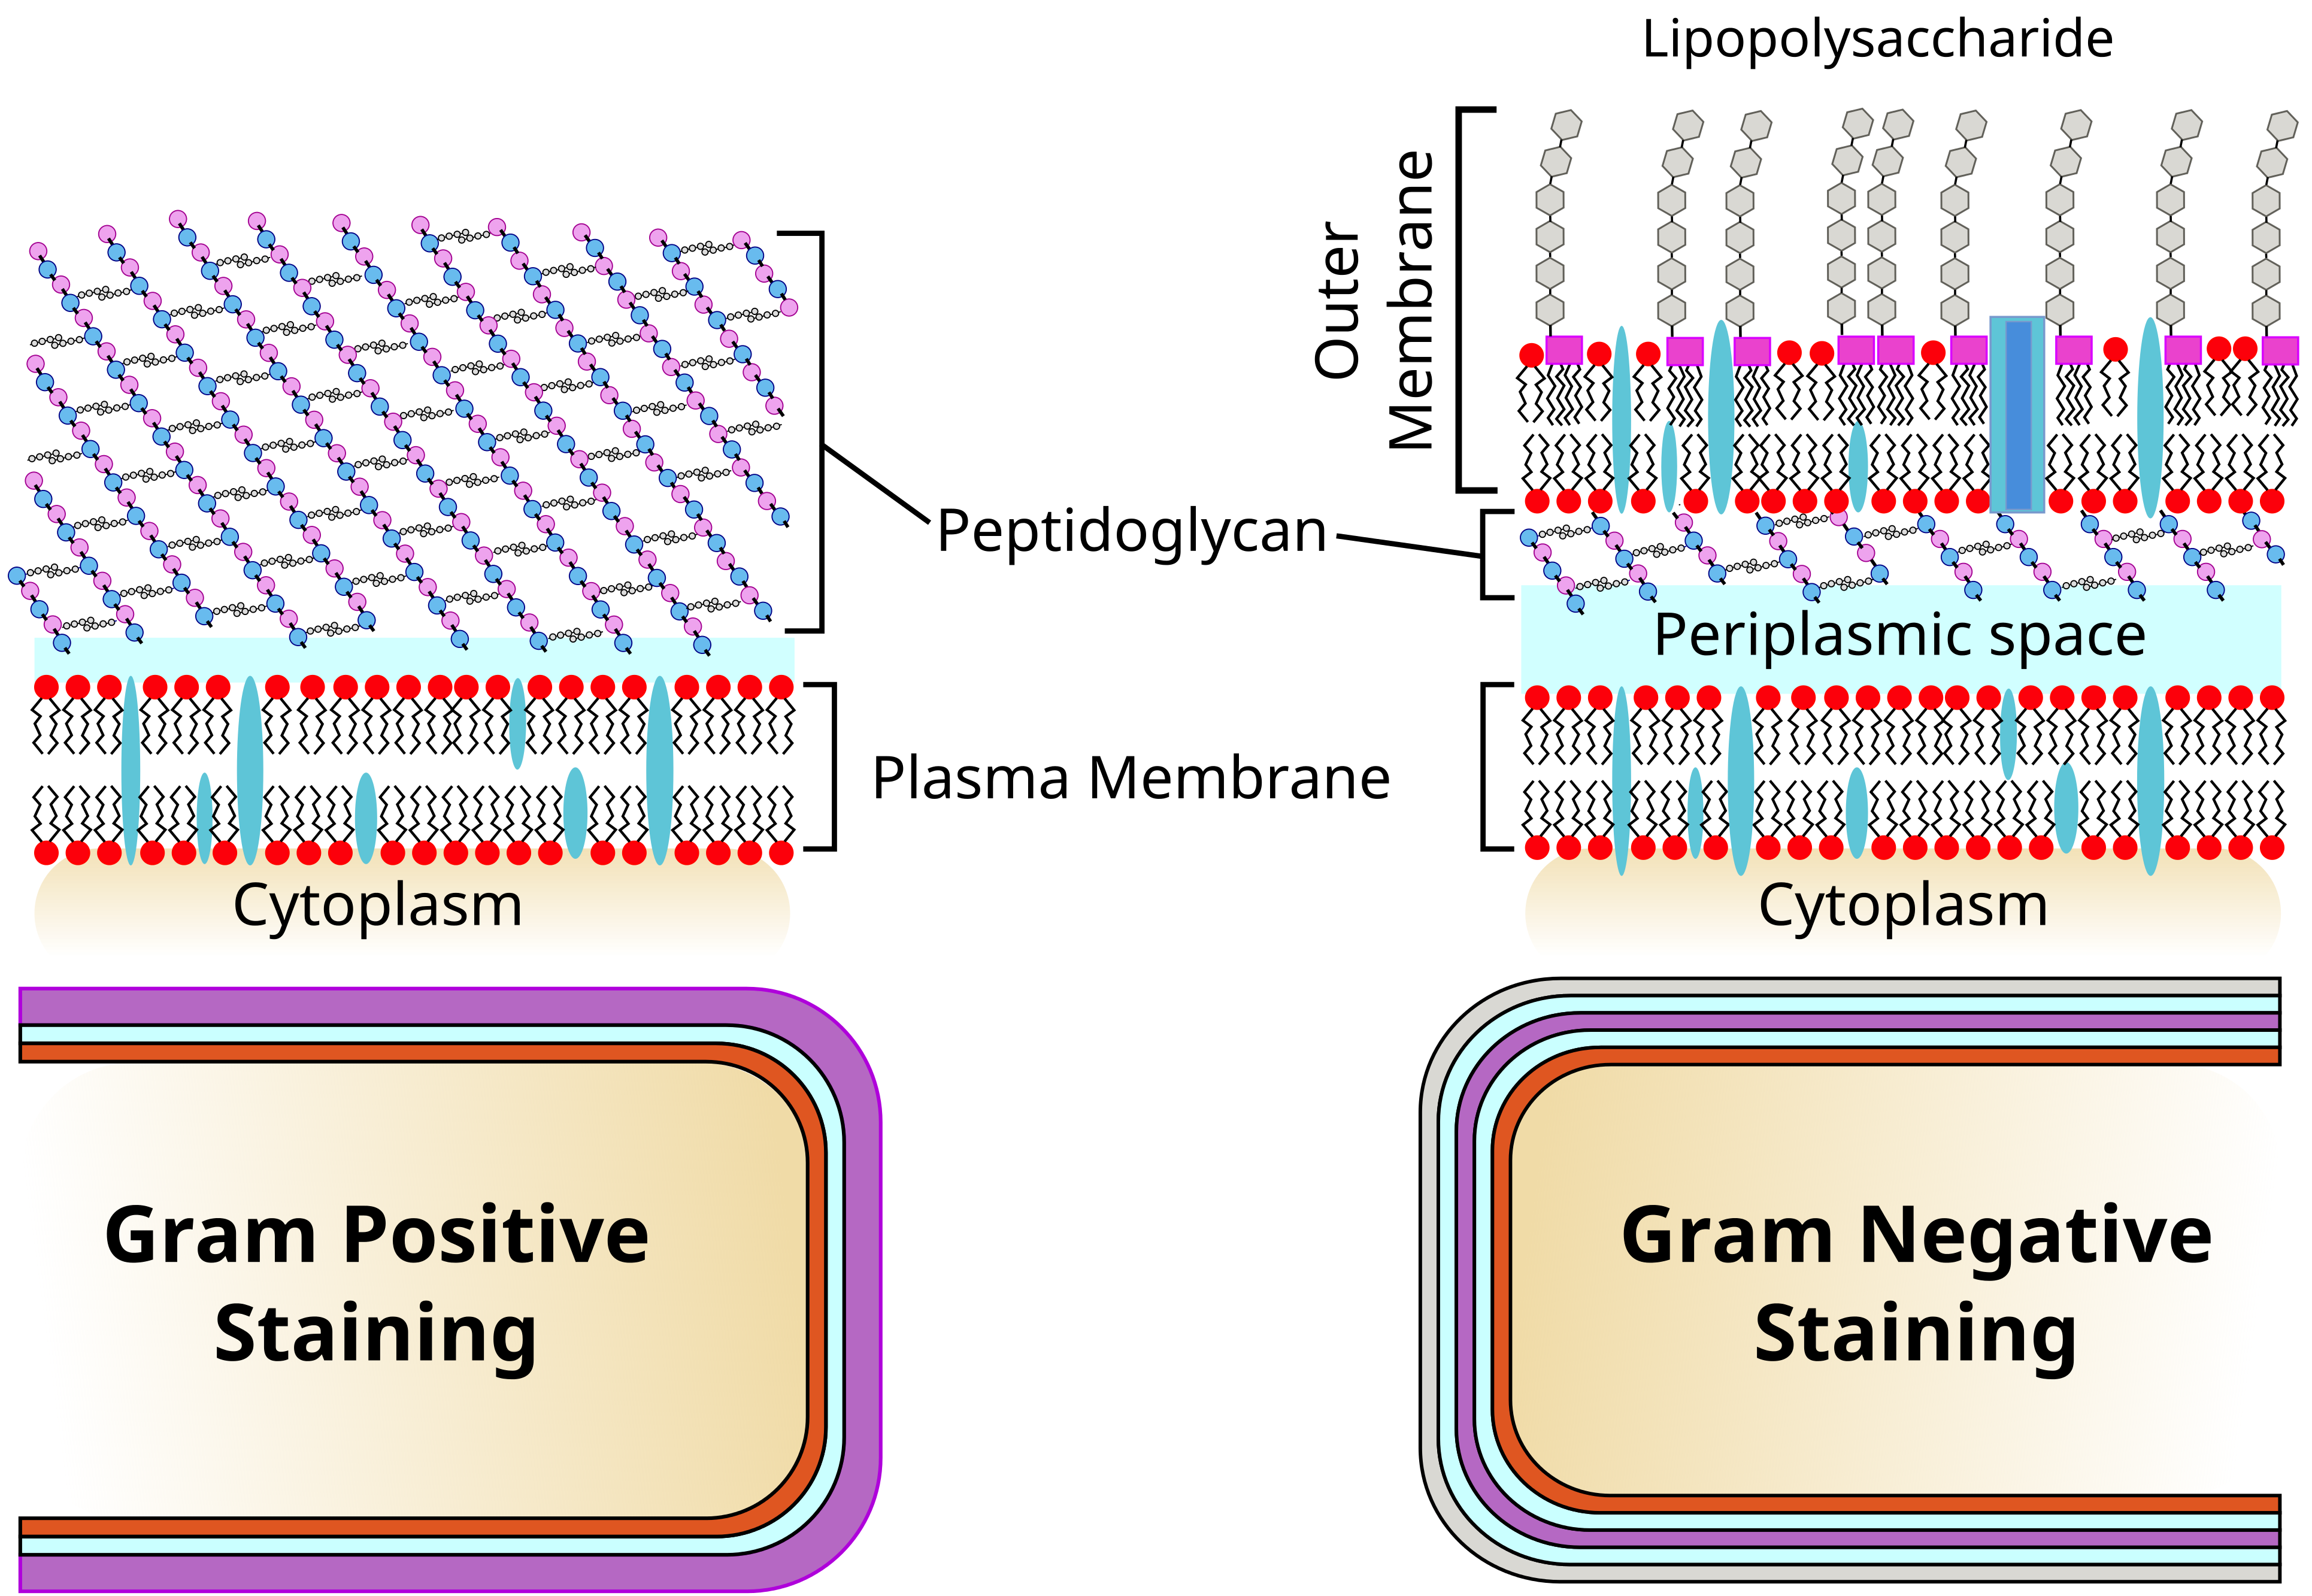 Lipopolysaccharide
Outer
Membrane
Peptidoglycan
Periplasmic space
Plasma Membrane
Cytoplasm
Cytoplasm
Gram Positive
Staining
Gram Negative
Staining